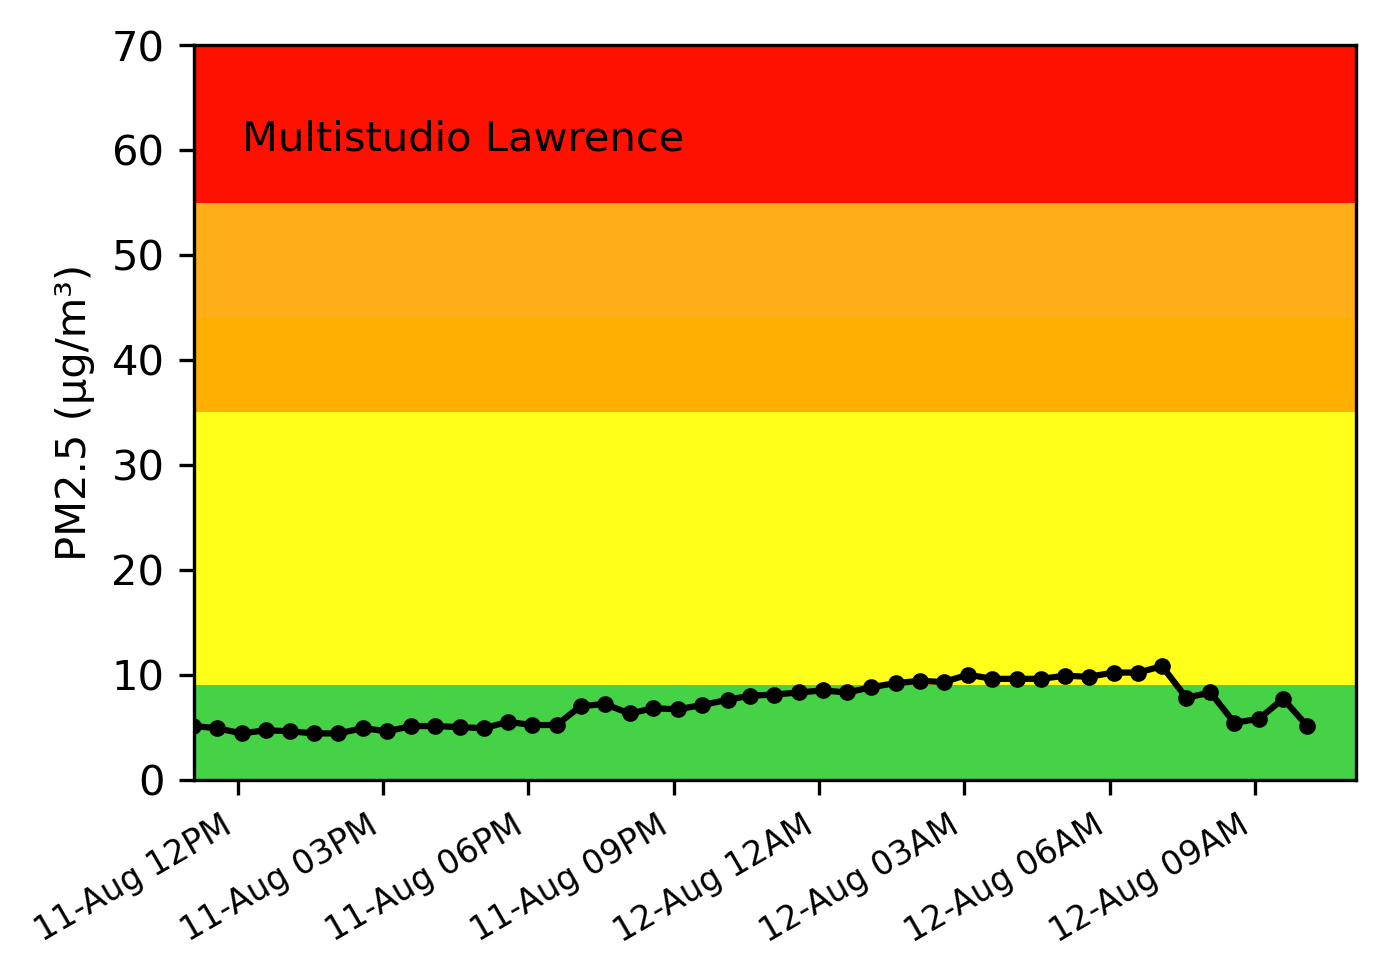 70
Multistudio Lawrence
60
50
40
30
20
10
0
PM2.5 (µg/m³)
11-Aug 12PM
11-Aug 03PM
11-Aug 06PM
11-Aug 09PM
12-Aug 12AM
12-Aug 03AM
12-Aug 06AM
12-Aug 09AM